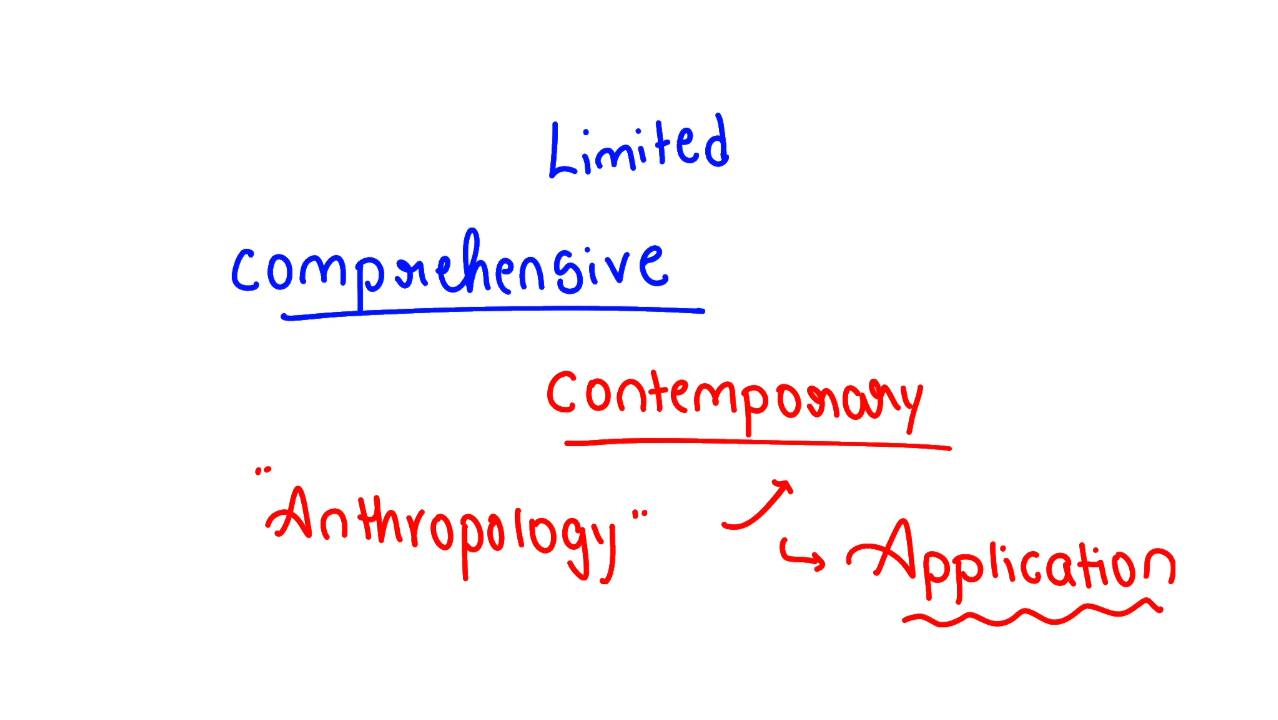 Limited
comprehensive
contemporary
"Anthropology"
Application